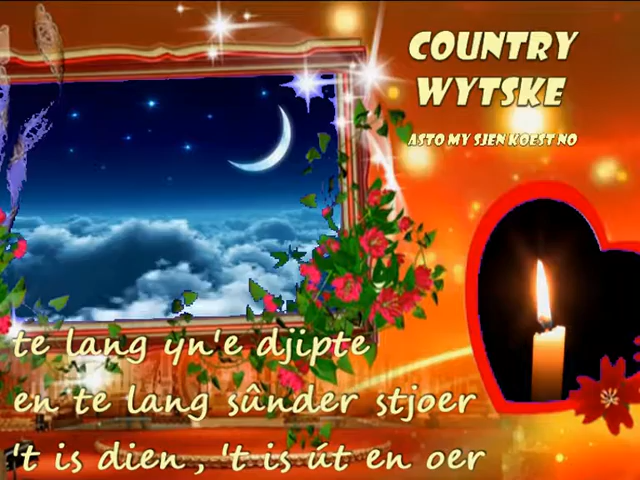 COUNTRY
WYTSKE
ASTO MY SJEN KOEST NO
te lang yn'e djipte
en te lang sûnder stjoer
't is dien, 't is út en oer